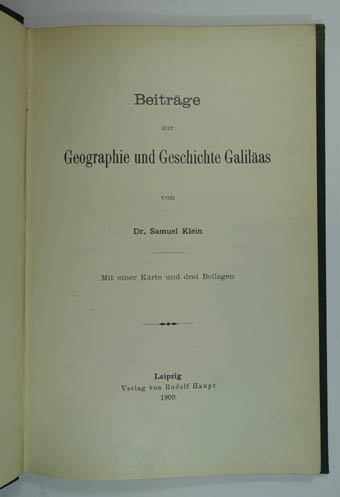 Beiträge
zur
Geographie und Geschichte Galiläas
von
Dr. Samuel Klein
Mit einer Karte und drei Beilagen
Leipzig
Verlag von Rudolf Haupt
1909.